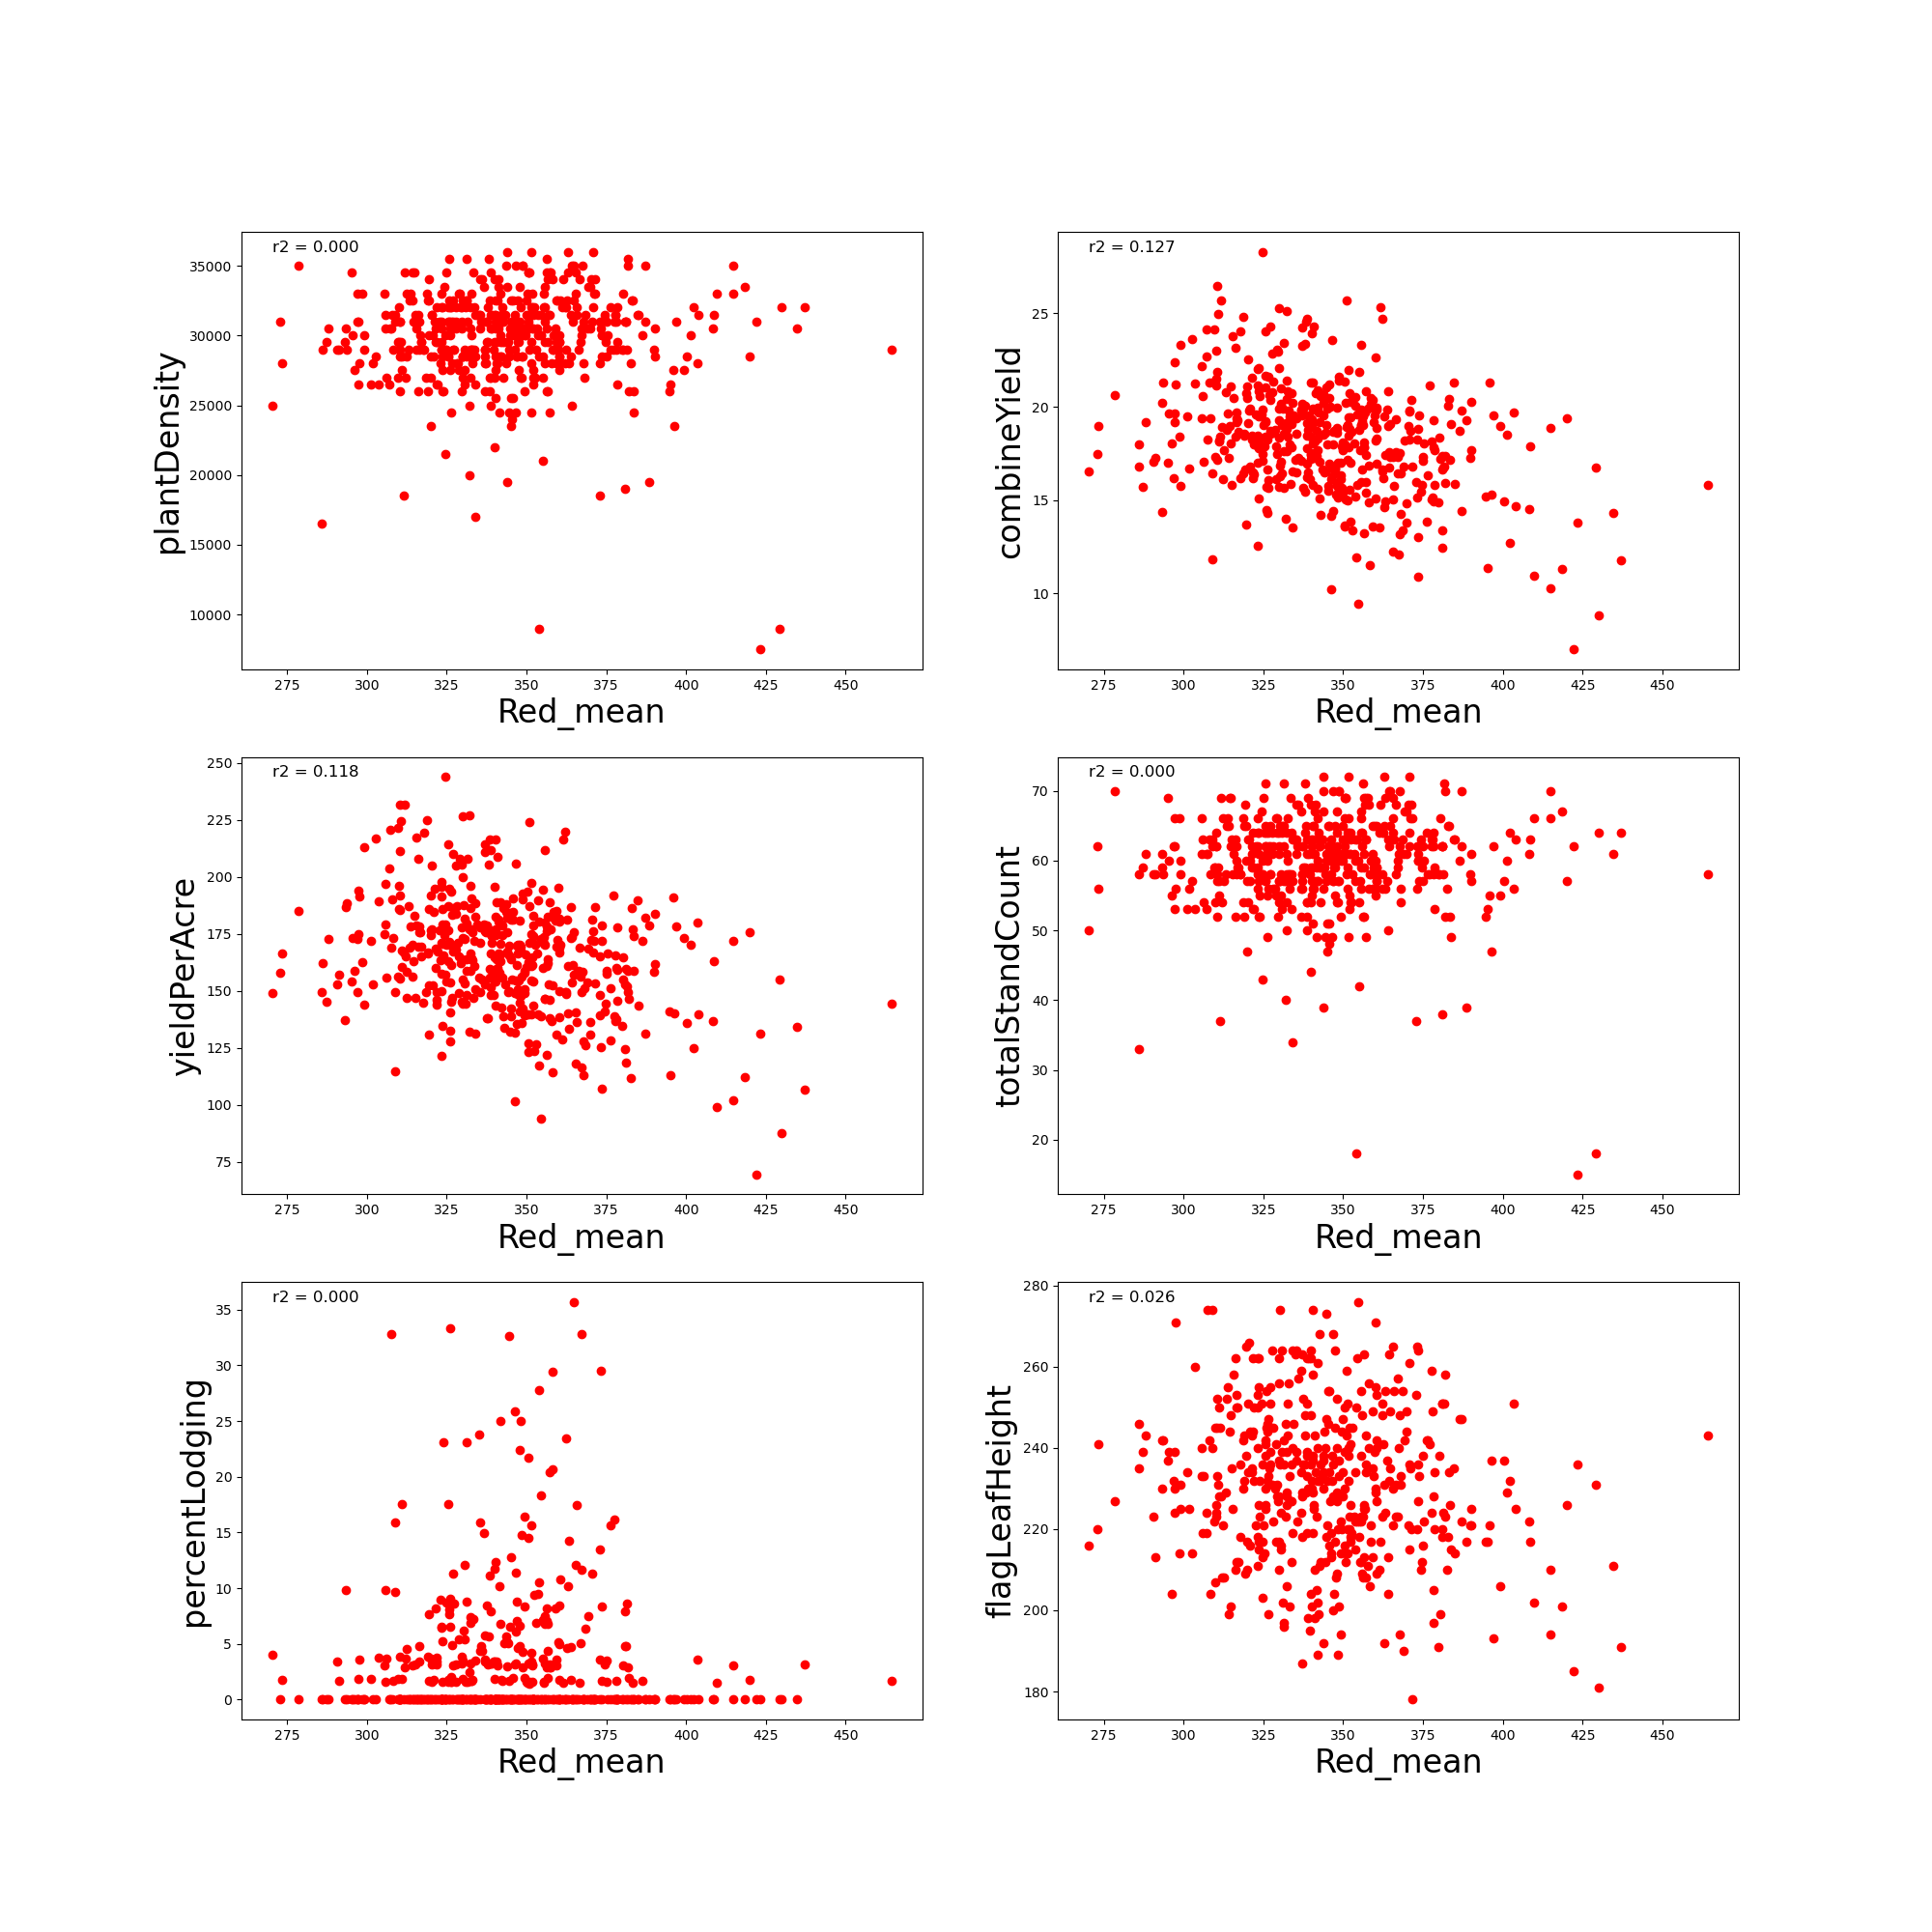 r2 = 0.000
35000
30000
25000
20000
15000
10000
plantDensity
275 300 325 350 375 400 425 450
Red_mean
r2 = 0.127
25
20
15
10
combineYield
275 300 325 350 375 400 425 450
Red_mean
r2 = 0.118
250
225
200
175
150
125
100
75
yieldPerAcre
275 300 325 350 375 400 425 450
Red_mean
r2 = 0.000
70
60
50
40
30
20
totalStandCount
275 300 325 350 375 400 425 450
Red_mean
r2 = 0.000
35
30
25
20
15
10
5
0
percentLodging
275 300 325 350 375 400 425 450
Red_mean
r2 = 0.026
280
260
240
220
200
180
flagLeafHeight
275 300 325 350 375 400 425 450
Red_mean